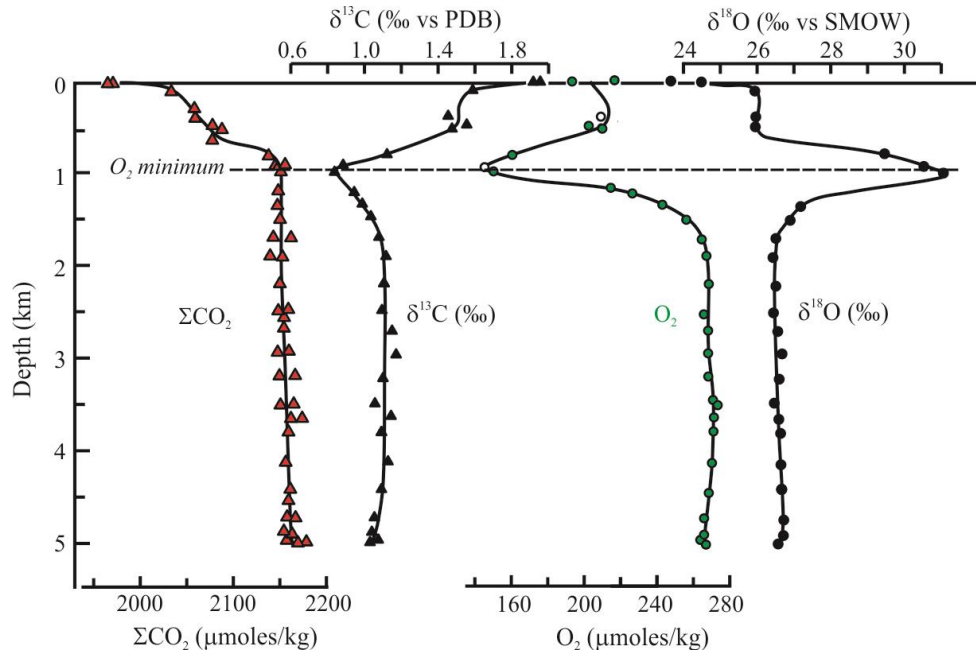 δ¹³C (‰ vs PDB)
δ¹⁸O (‰ vs SMOW)
0.6 1.0 1.4 1.8
24 26 28 30
0
O₂ minimum
1
2
ΣCO₂
δ¹³C (‰)
O₂
δ¹⁸O (‰)
Depth (km)
3
4
5
2000 2100 2200
160 200 240 280
ΣCO₂ (μmoles/kg)
O₂ (μmoles/kg)